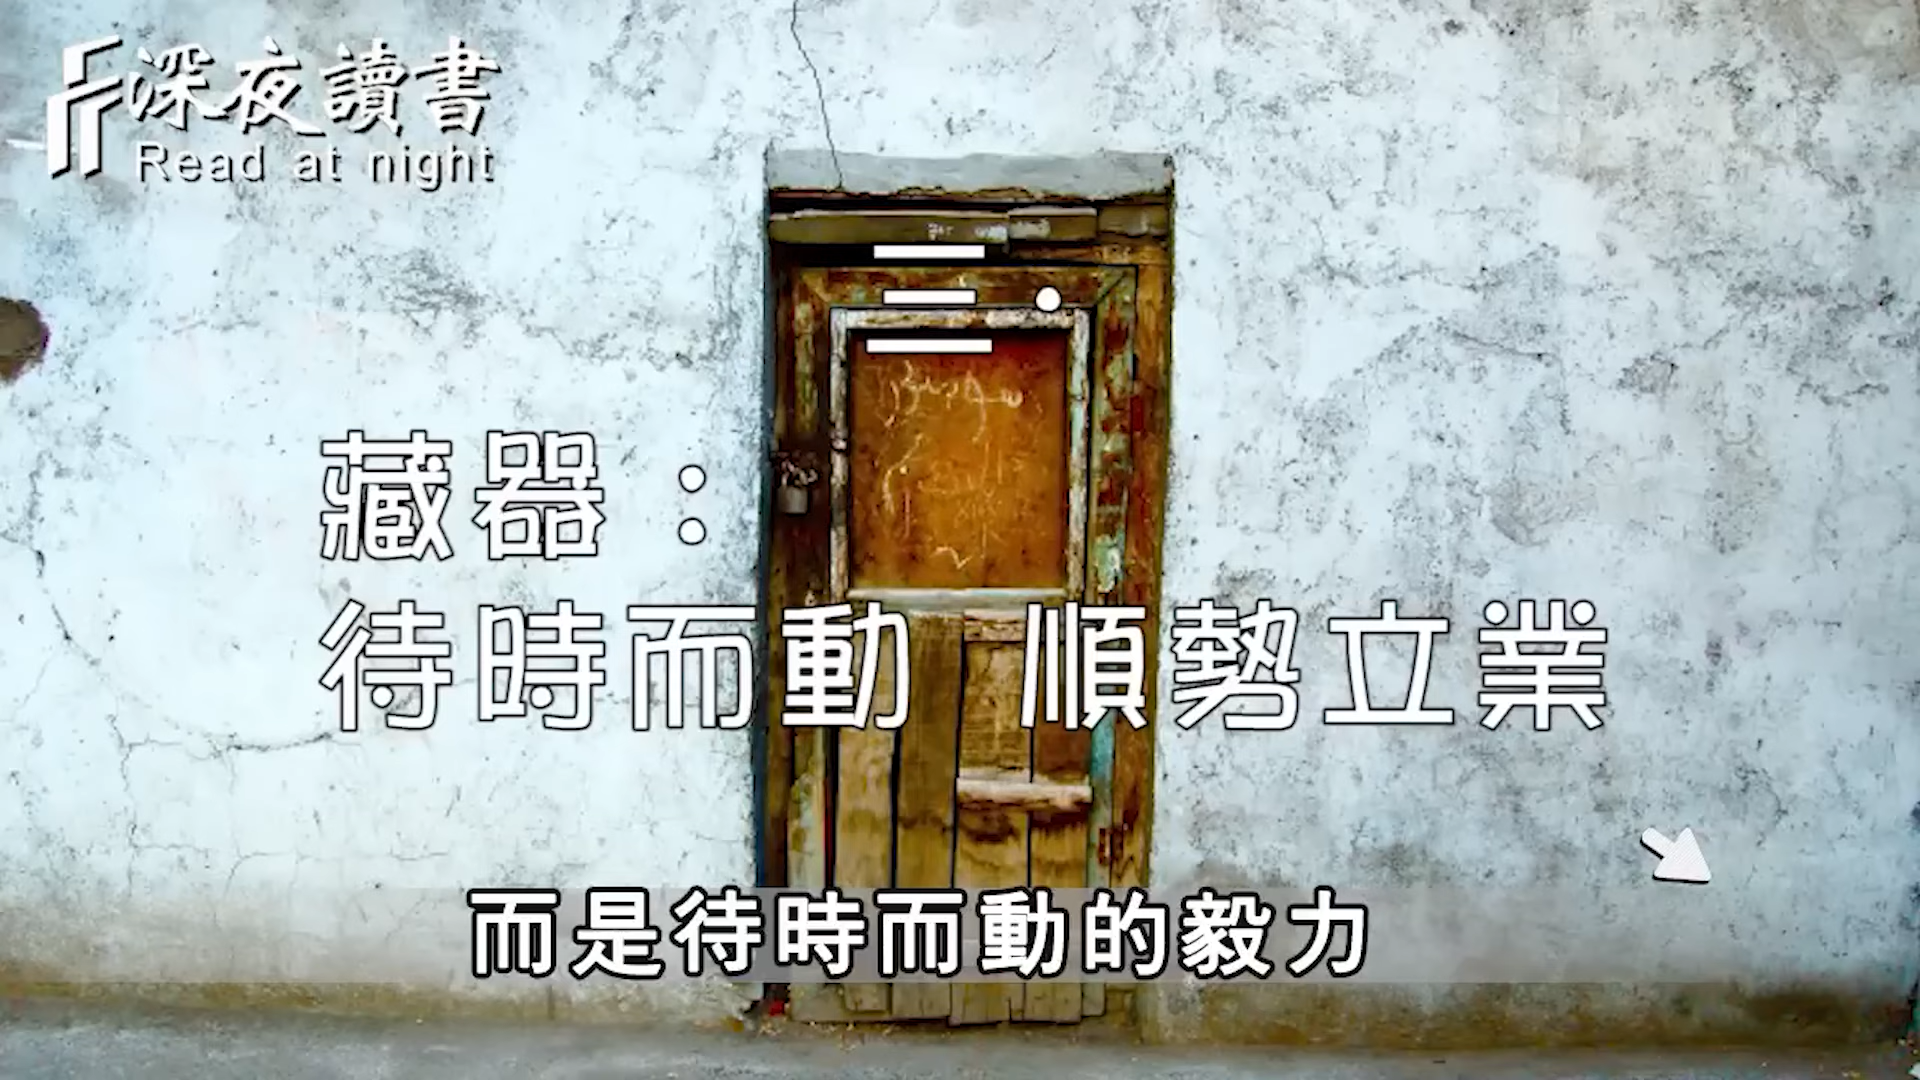 深夜讀書
Read at night
三·
藏器：
待時而動 順勢立業
而是待時而動的毅力